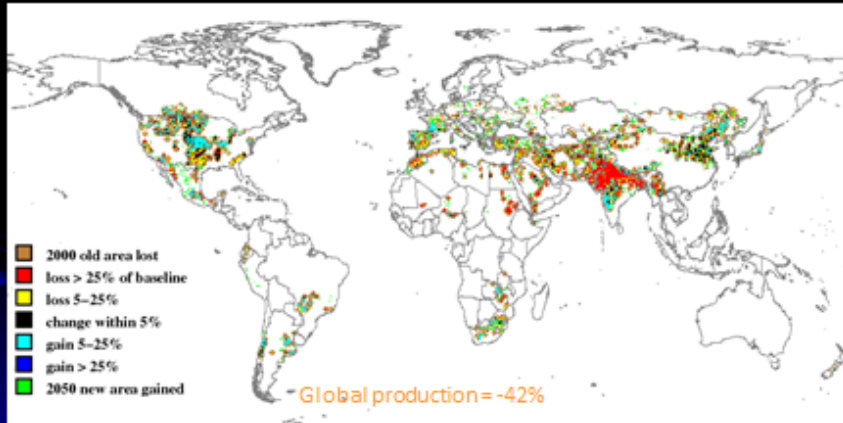 2000 old area lost
loss > 25% of baseline
loss 5–25%
change within 5%
gain 5–25%
gain > 25%
2050 new area gained
Global production = -42%